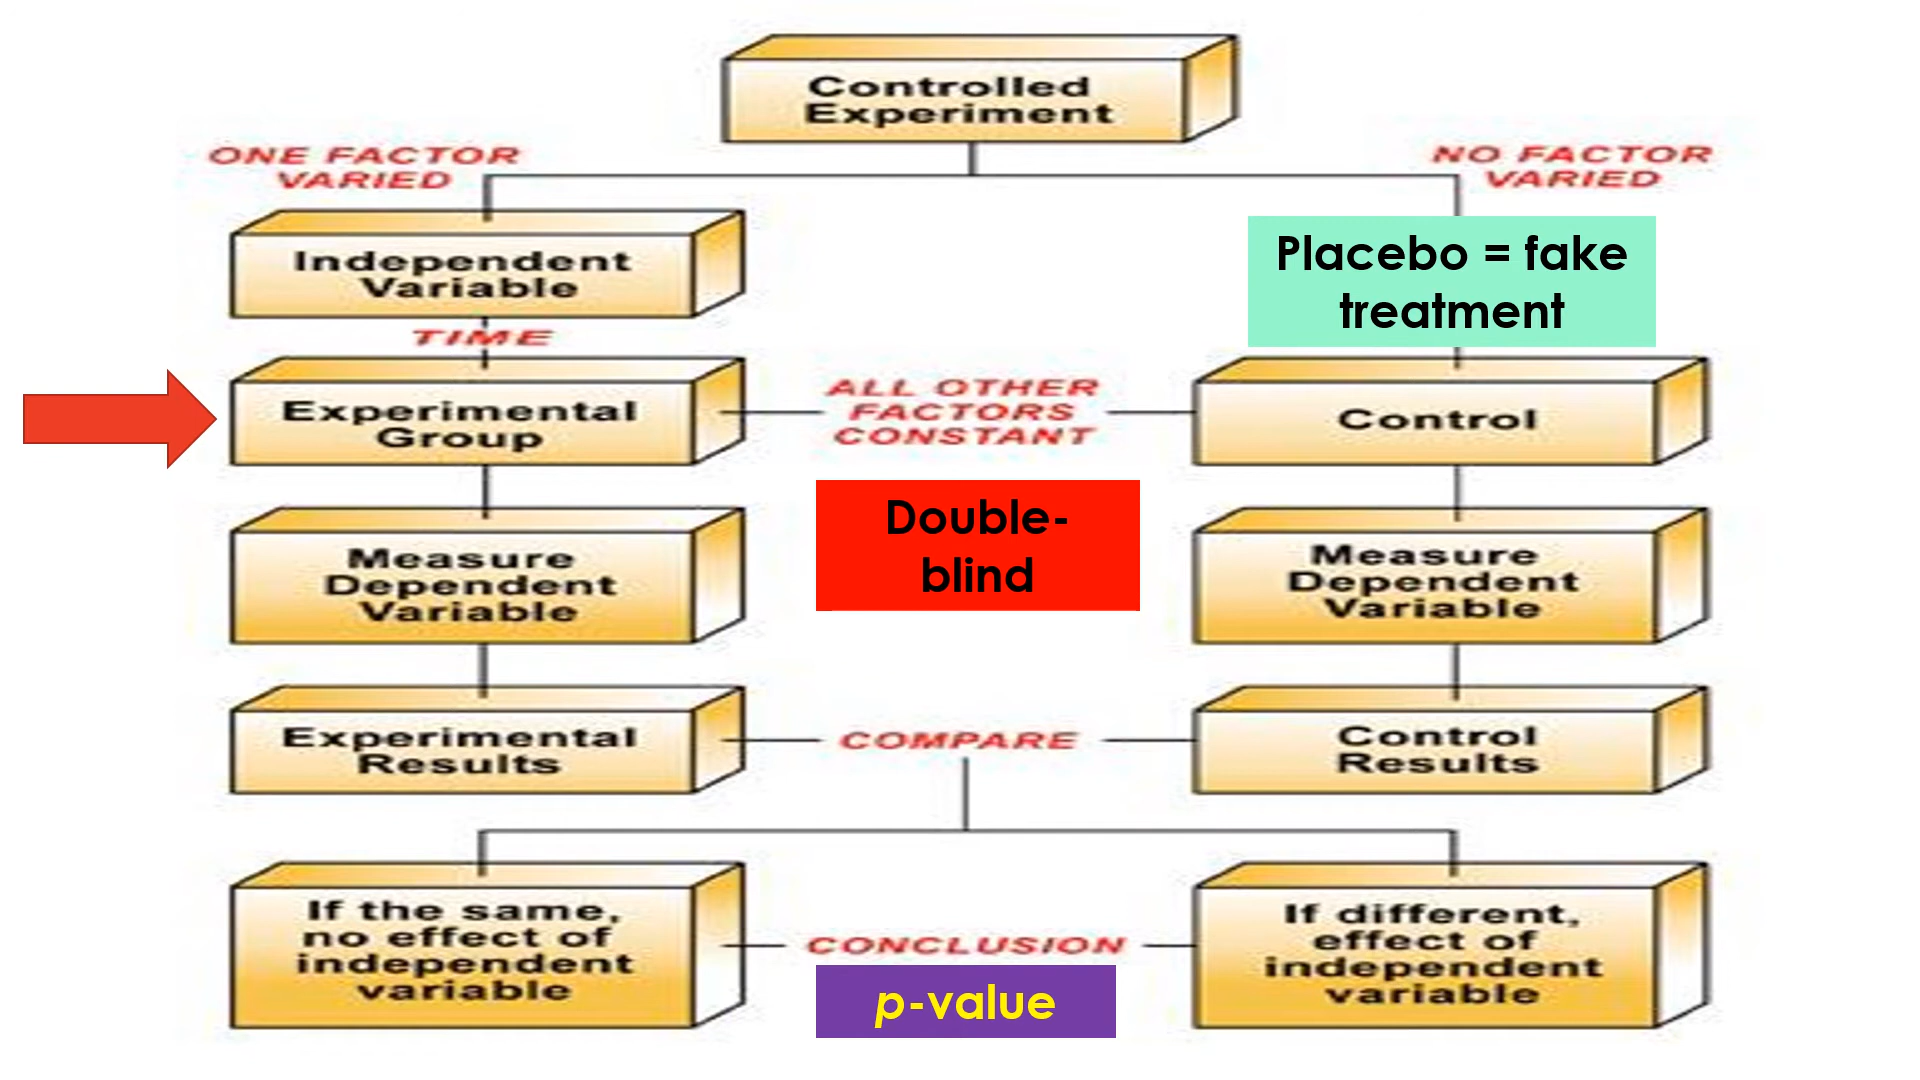 Controlled
Experiment
ONE FACTOR
VARIED
NO FACTOR
VARIED
Independent
Variable
Placebo = fake
treatment
TIME
Experimental
Group
ALL OTHER
FACTORS
CONSTANT
Control
Double-
blind
Measure
Dependent
Variable
Measure
Dependent
Variable
Experimental
Results
COMPARE
Control
Results
If the same,
no effect of
independent
variable
CONCLUSION
If different,
effect of
independent
variable
p-value